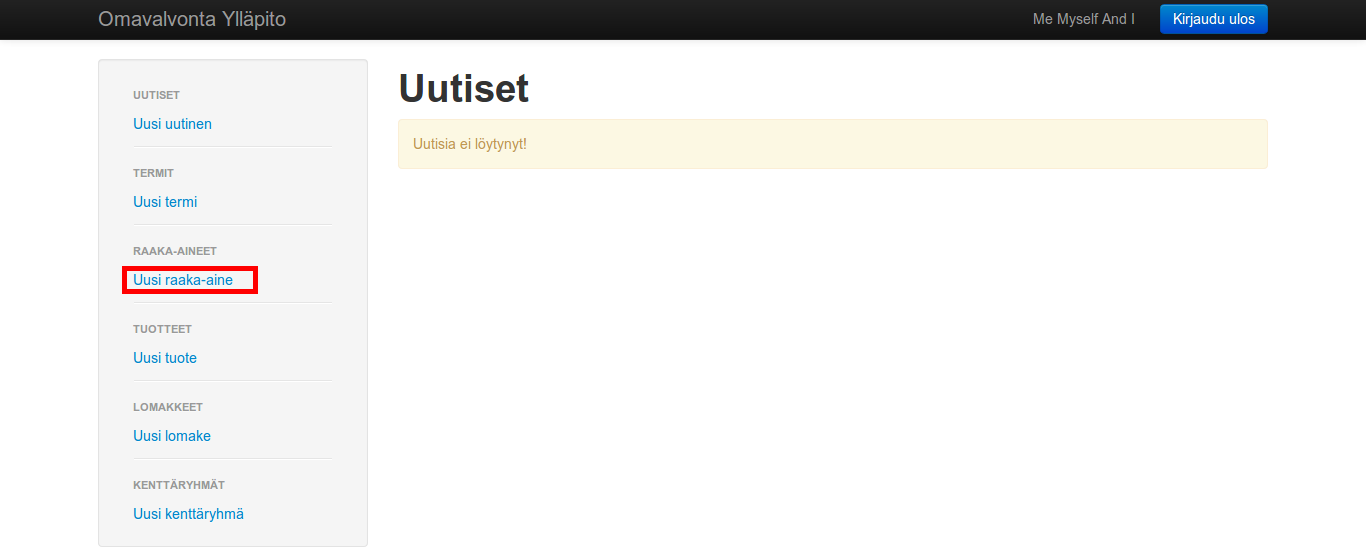 Omavalvonta Ylläpito
Me Myself And I
Kirjaudu ulos
UUTISET
Uusi uutinen
TERMIT
Uusi termi
RAAKA-AINEET
Uusi raaka-aine
TUOTTEET
Uusi tuote
LOMAKKEET
Uusi lomake
KENTTÄRYHMÄT
Uusi kenttäryhmä
Uutiset
Uutisia ei löytynyt!